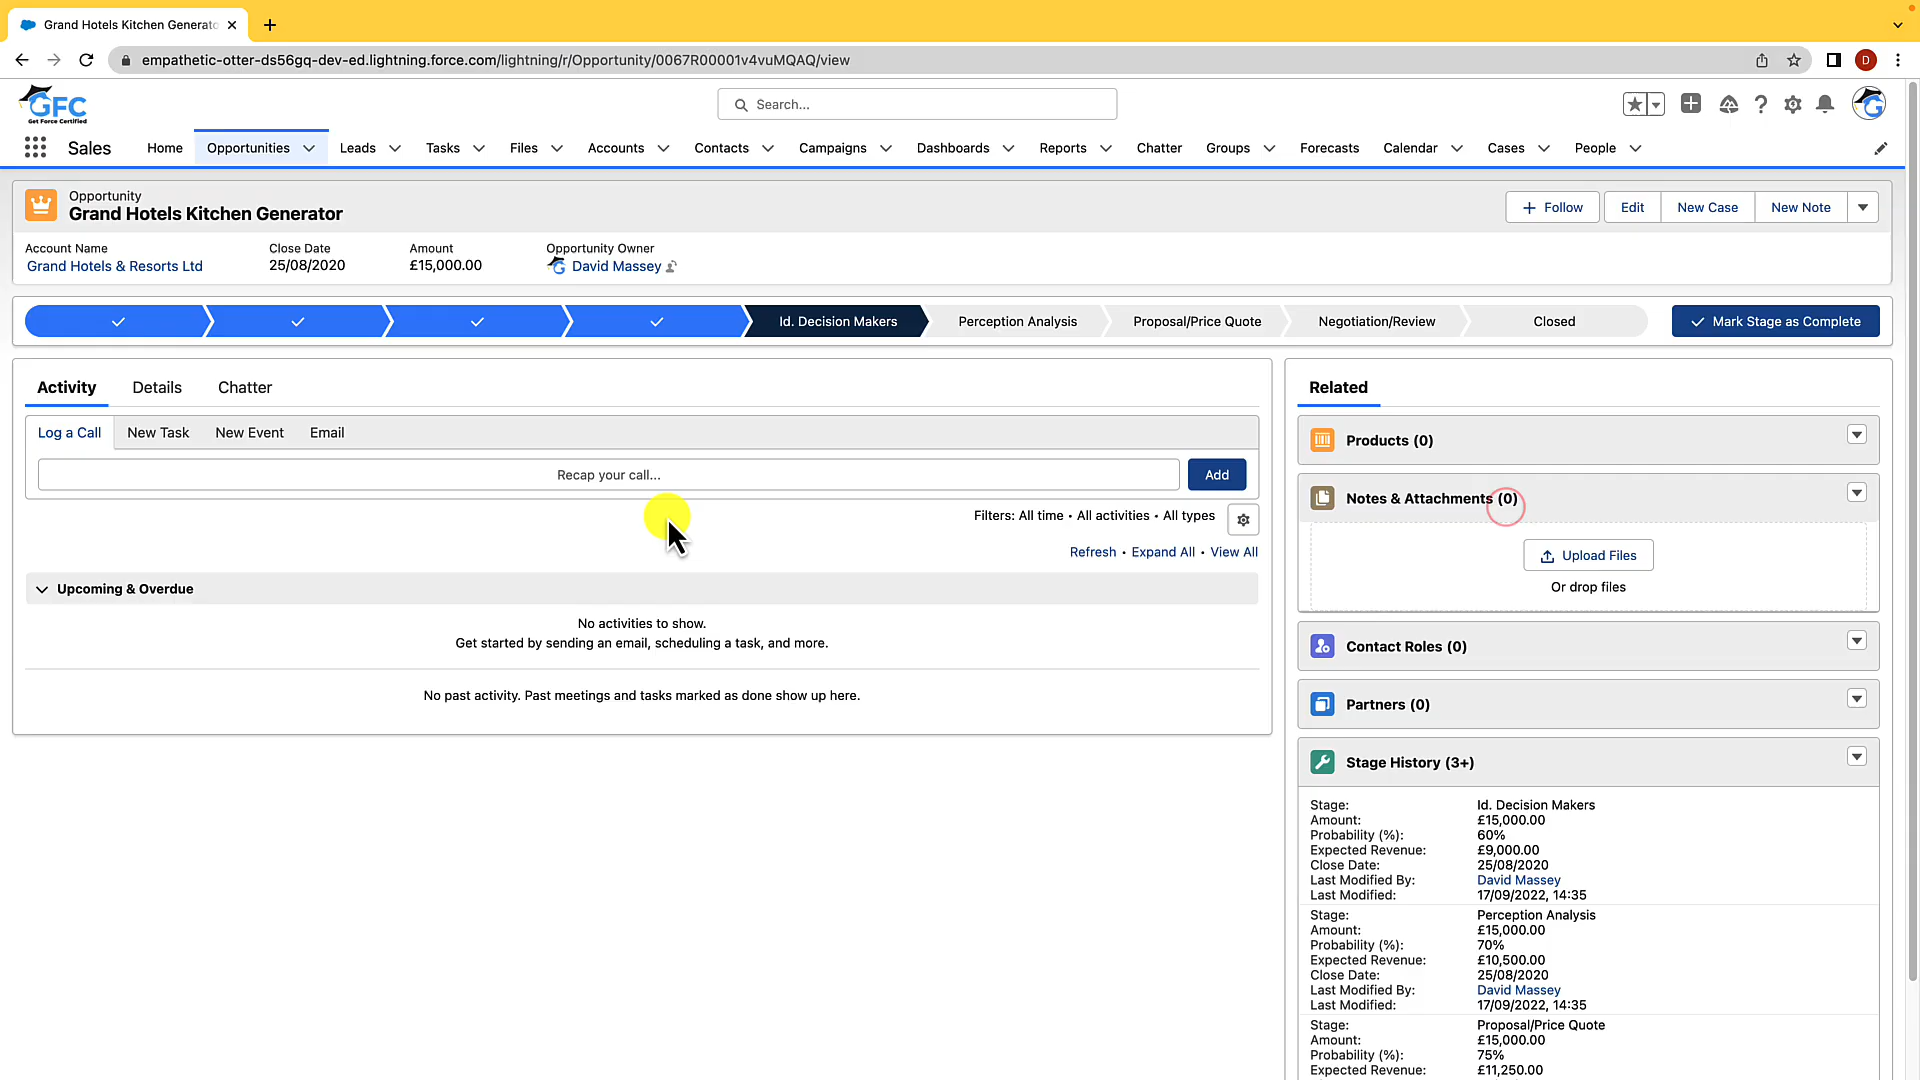 Grand Hotels Kitchen Generato
empathetic-otter-ds56gq-dev-ed.lightning.force.com/lightning/r/Opportunity/0067R00001v4vuMQAQ/view
D
GFC
Get Force Certified
Search...
Sales
Home
Opportunities
Leads
Tasks
Files
Accounts
Contacts
Campaigns
Dashboards
Reports
Chatter
Groups
Forecasts
Calendar
Cases
People
Opportunity
Grand Hotels Kitchen Generator
Follow
Edit
New Case
New Note
Account Name
Grand Hotels & Resorts Ltd
Close Date
25/08/2020
Amount
£15,000.00
Opportunity Owner
David Massey
Id. Decision Makers
Perception Analysis
Proposal/Price Quote
Negotiation/Review
Closed
Mark Stage as Complete
Activity
Details
Chatter
Log a Call
New Task
New Event
Email
Recap your call...
Add
Filters: All time • All activities • All types
Refresh • Expand All • View All
Upcoming & Overdue
No activities to show.
Get started by sending an email, scheduling a task, and more.
No past activity. Past meetings and tasks marked as done show up here.
Related
Products (0)
Notes & Attachments (0)
Upload Files
Or drop files
Contact Roles (0)
Partners (0)
Stage History (3+)
Stage: Id. Decision Makers
Amount: £15,000.00
Probability (%): 60%
Expected Revenue: £9,000.00
Close Date: 25/08/2020
Last Modified By: David Massey
Last Modified: 17/09/2022, 14:35
Stage: Perception Analysis
Amount: £15,000.00
Probability (%): 70%
Expected Revenue: £10,500.00
Close Date: 25/08/2020
Last Modified By: David Massey
Last Modified: 17/09/2022, 14:35
Stage: Proposal/Price Quote
Amount: £15,000.00
Probability (%): 75%
Expected Revenue: £11,250.00